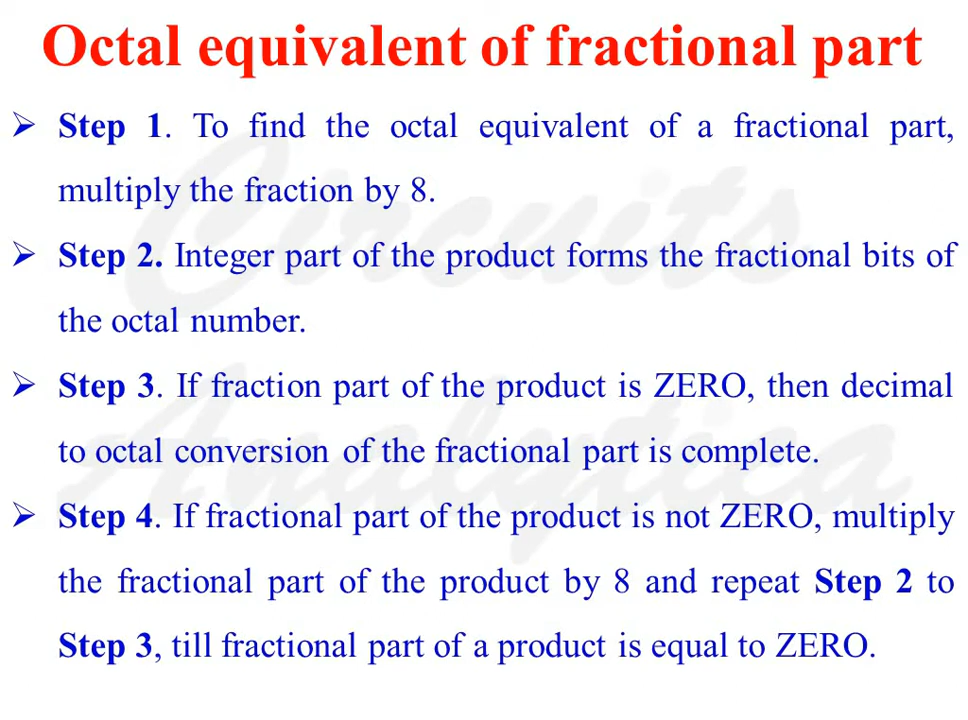 Octal equivalent of fractional part
➢ Step 1. To find the octal equivalent of a fractional part,
multiply the fraction by 8.
➢ Step 2. Integer part of the product forms the fractional bits of
the octal number.
➢ Step 3. If fraction part of the product is ZERO, then decimal
to octal conversion of the fractional part is complete.
➢ Step 4. If fractional part of the product is not ZERO, multiply
the fractional part of the product by 8 and repeat Step 2 to
Step 3, till fractional part of a product is equal to ZERO.
Circuits
Analytica